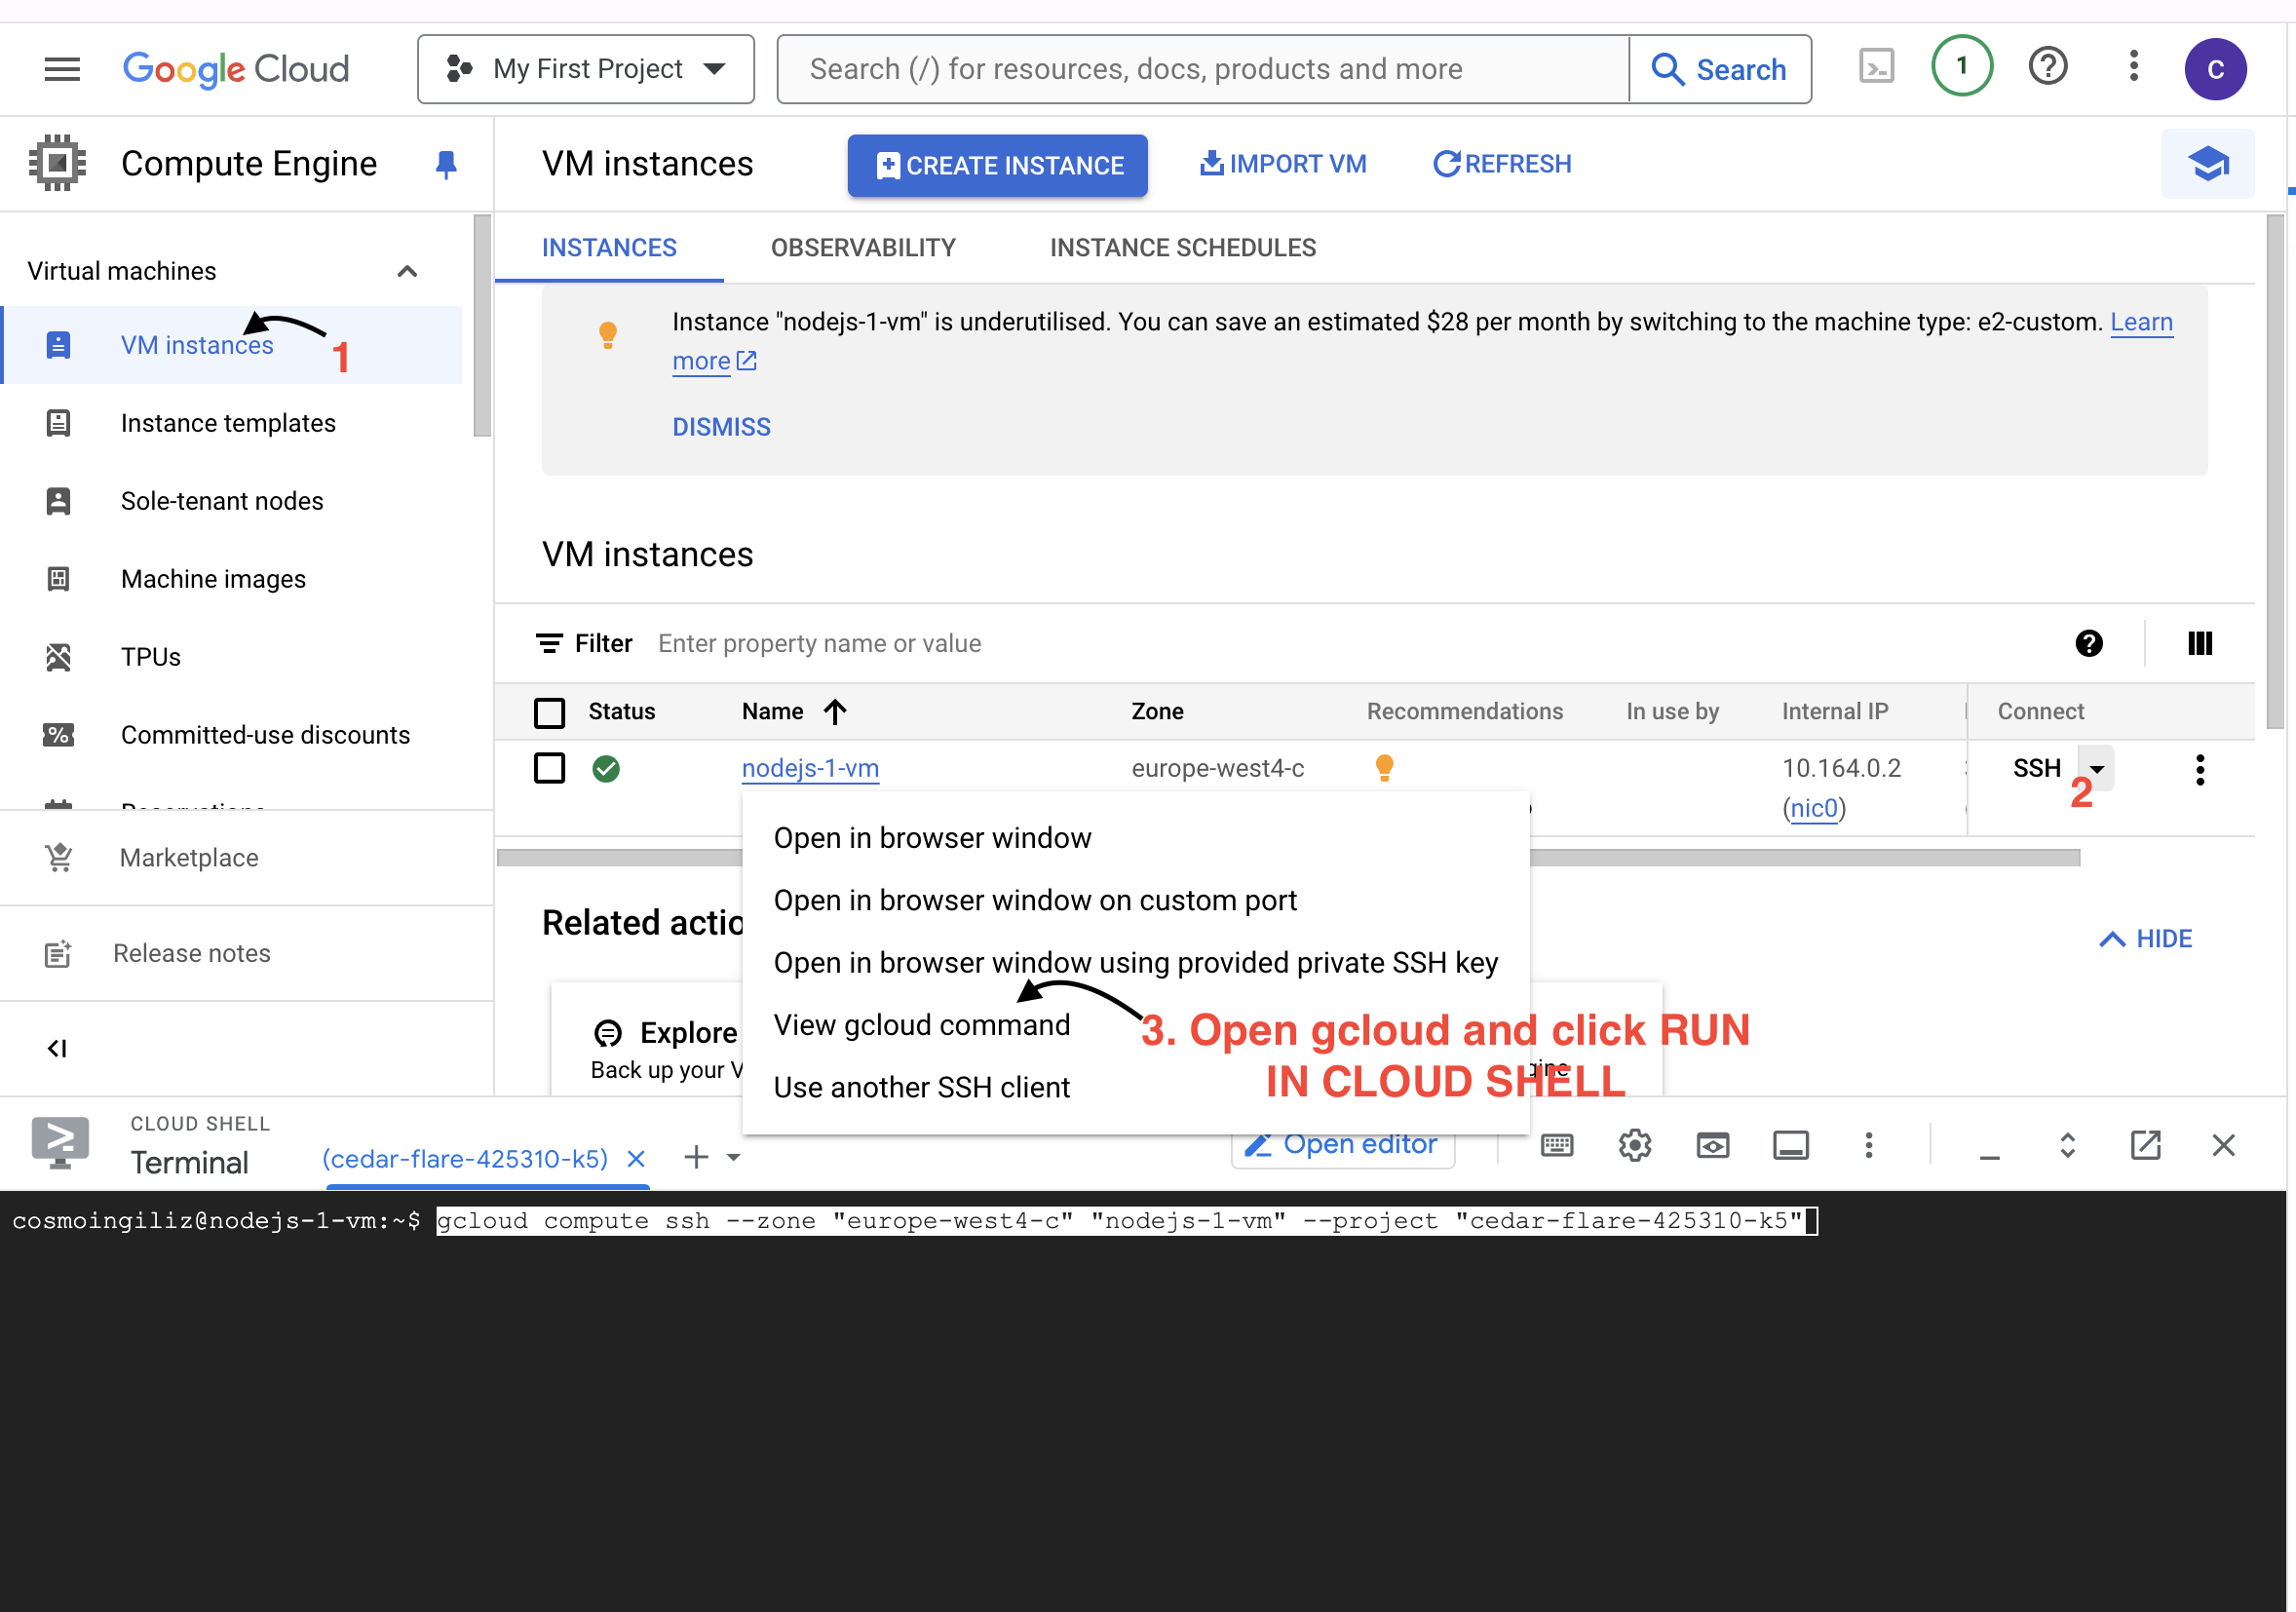 Google Cloud
My First Project
Search (/) for resources, docs, products and more
Search
1
C
Compute Engine
VM instances
CREATE INSTANCE
IMPORT VM
REFRESH
Virtual machines
VM instances
1
Instance templates
Sole-tenant nodes
Machine images
TPUs
Committed-use discounts
Reservations
Marketplace
Release notes
INSTANCES
OBSERVABILITY
INSTANCE SCHEDULES
Instance "nodejs-1-vm" is underutilised. You can save an estimated $28 per month by switching to the machine type: e2-custom. Learn
more
DISMISS
VM instances
Filter
Enter property name or value
Status
Name
Zone
Recommendations
In use by
Internal IP
Connect
nodejs-1-vm
europe-west4-c
10.164.0.2
(nic0)
SSH
2
Open in browser window
Open in browser window on custom port
Open in browser window using provided private SSH key
View gcloud command
Use another SSH client
Related actio
HIDE
Explore
Back up your V
gine
3. Open gcloud and click RUN
IN CLOUD SHELL
CLOUD SHELL
Terminal
(cedar-flare-425310-k5)
Open editor
cosmoingiliz@nodejs-1-vm:~$ gcloud compute ssh --zone "europe-west4-c" "nodejs-1-vm" --project "cedar-flare-425310-k5"